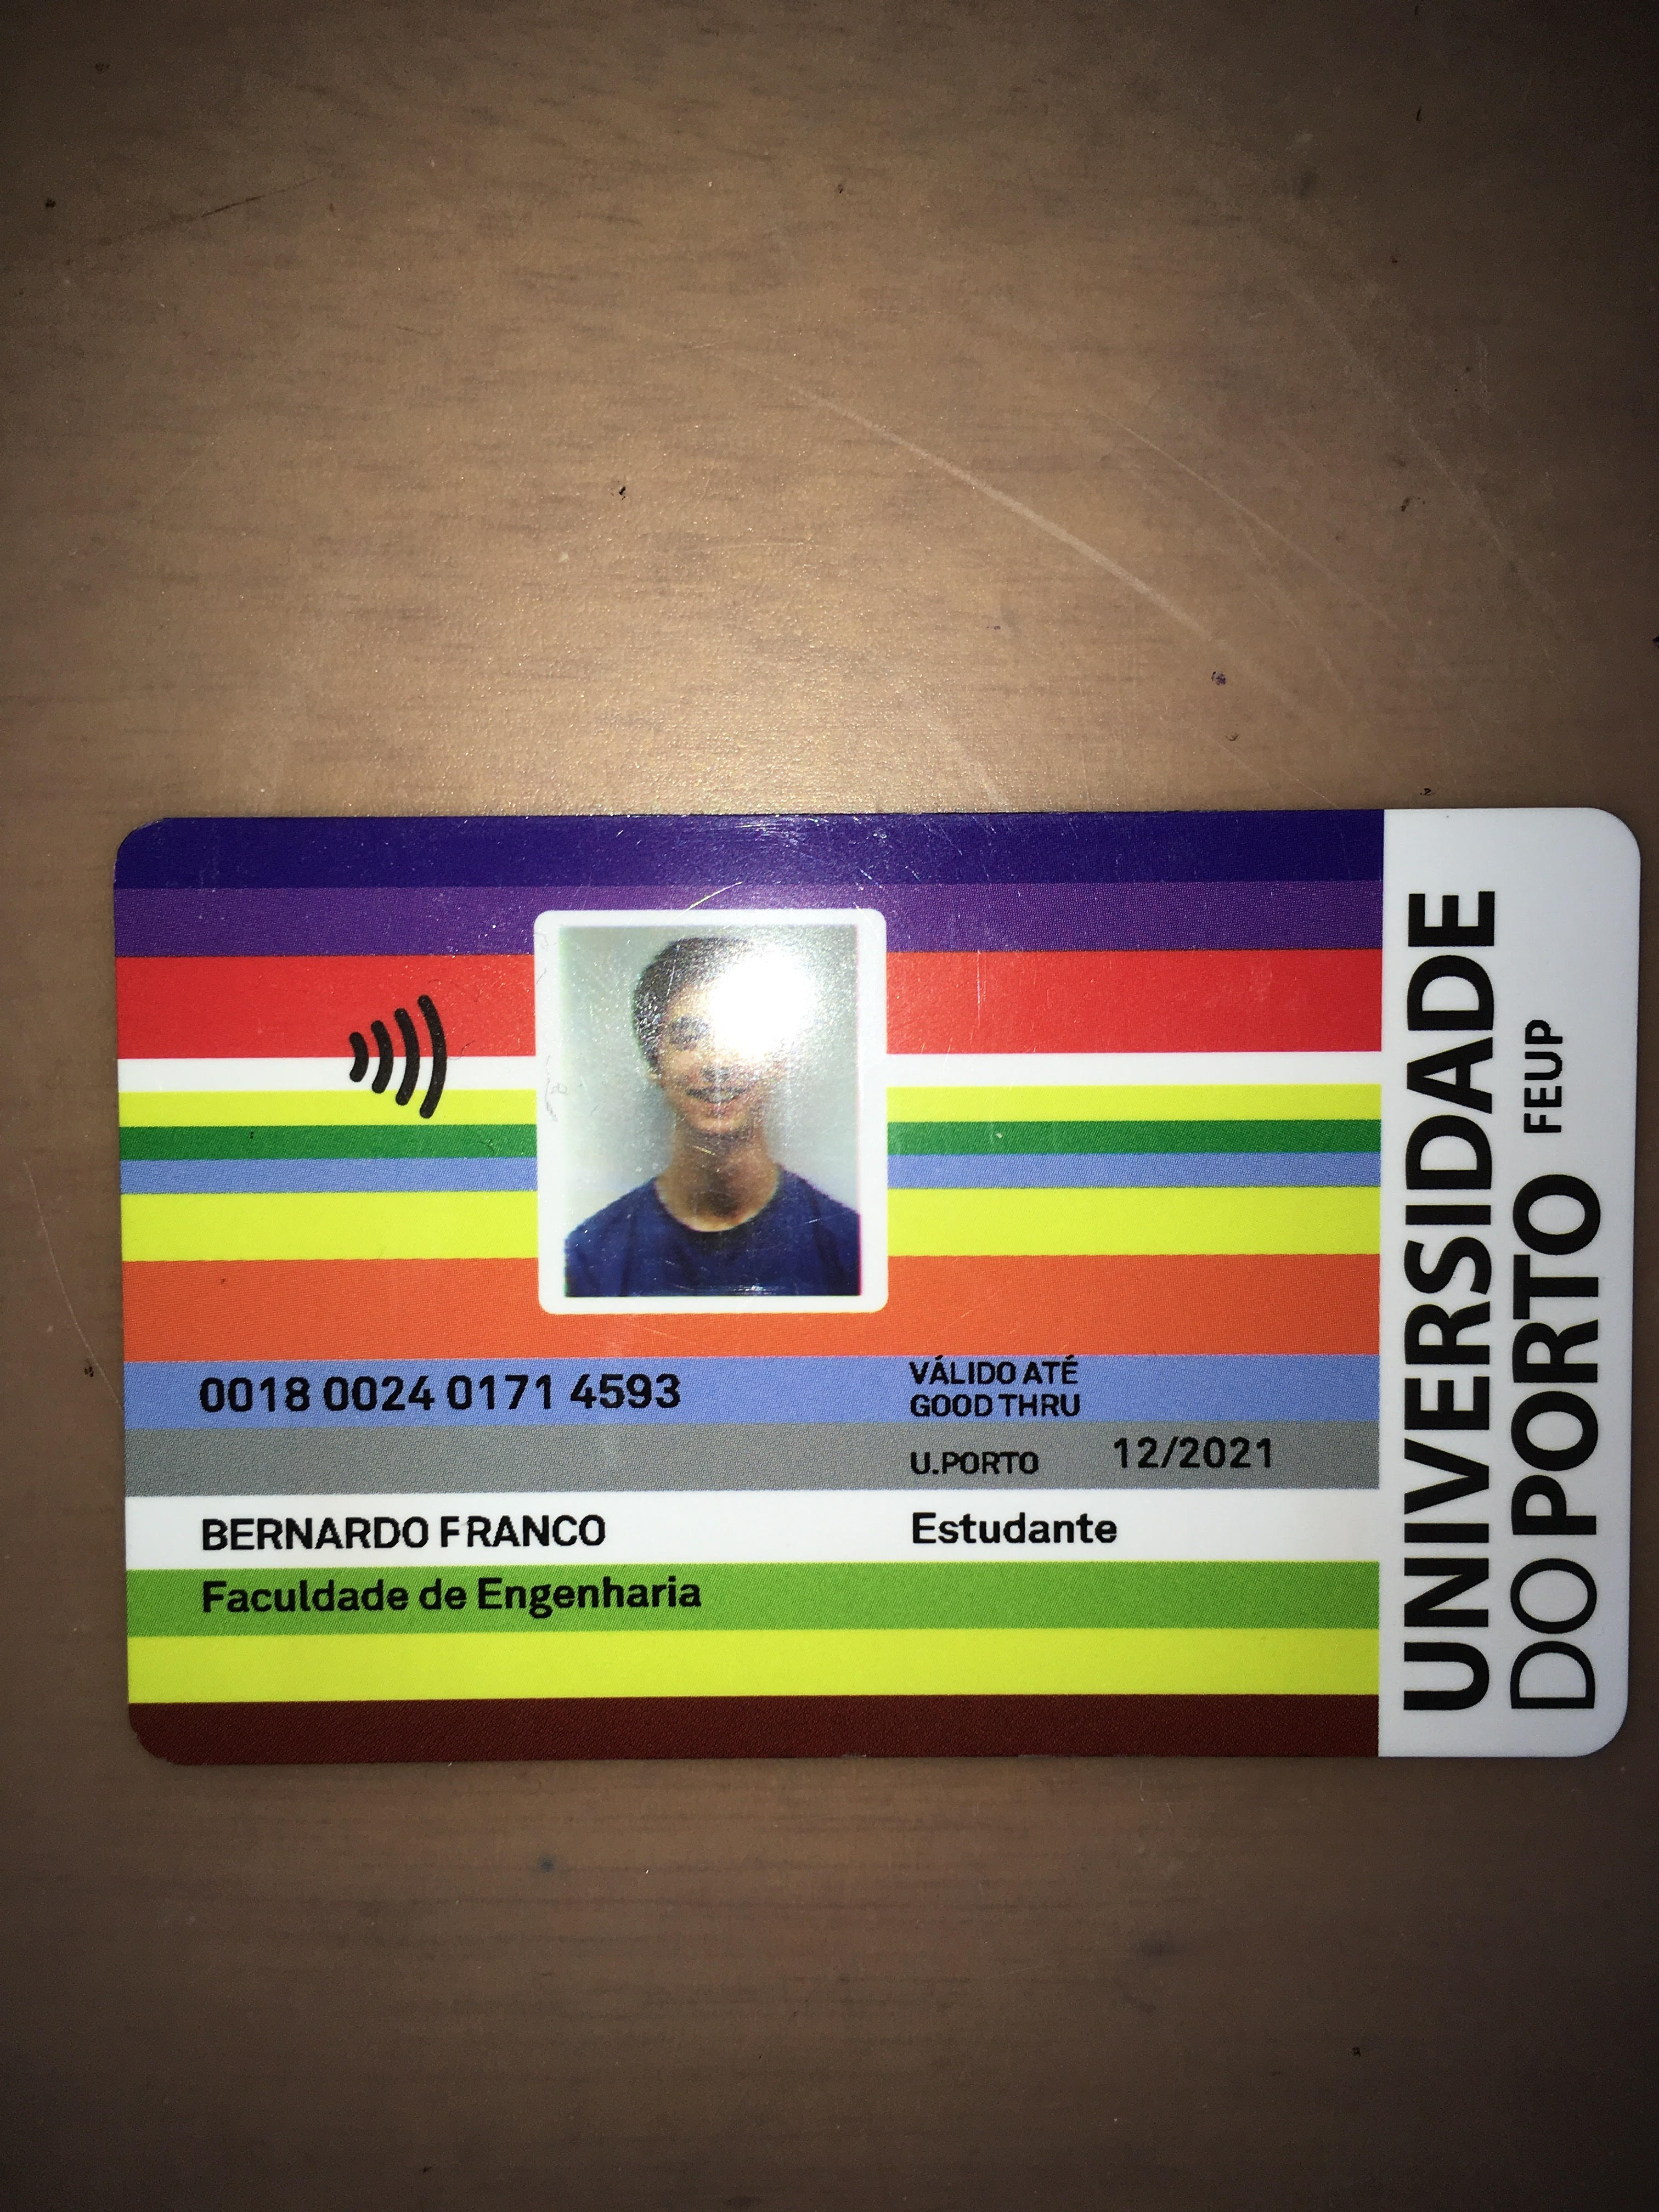 0018 0024 0171 4593
VÁLIDO ATÉ
GOOD THRU
U.PORTO 12/2021
BERNARDO FRANCO
Estudante
Faculdade de Engenharia
UNIVERSIDADE
DO PORTO FEUP